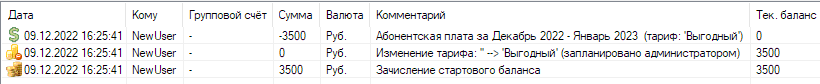 Дата Кому Групповой счёт Сумма Валюта Комментарий Тек. баланс
09.12.2022 16:25:41 NewUser - -3500 Руб. Абонентская плата за Декабрь 2022 - Январь 2023 (тариф: 'Выгодный') 0
09.12.2022 16:25:41 NewUser - 0 Руб. Изменение тарифа: '' --> 'Выгодный' (запланировано администратором) 3500
09.12.2022 16:25:41 NewUser - 3500 Руб. Зачисление стартового баланса 3500